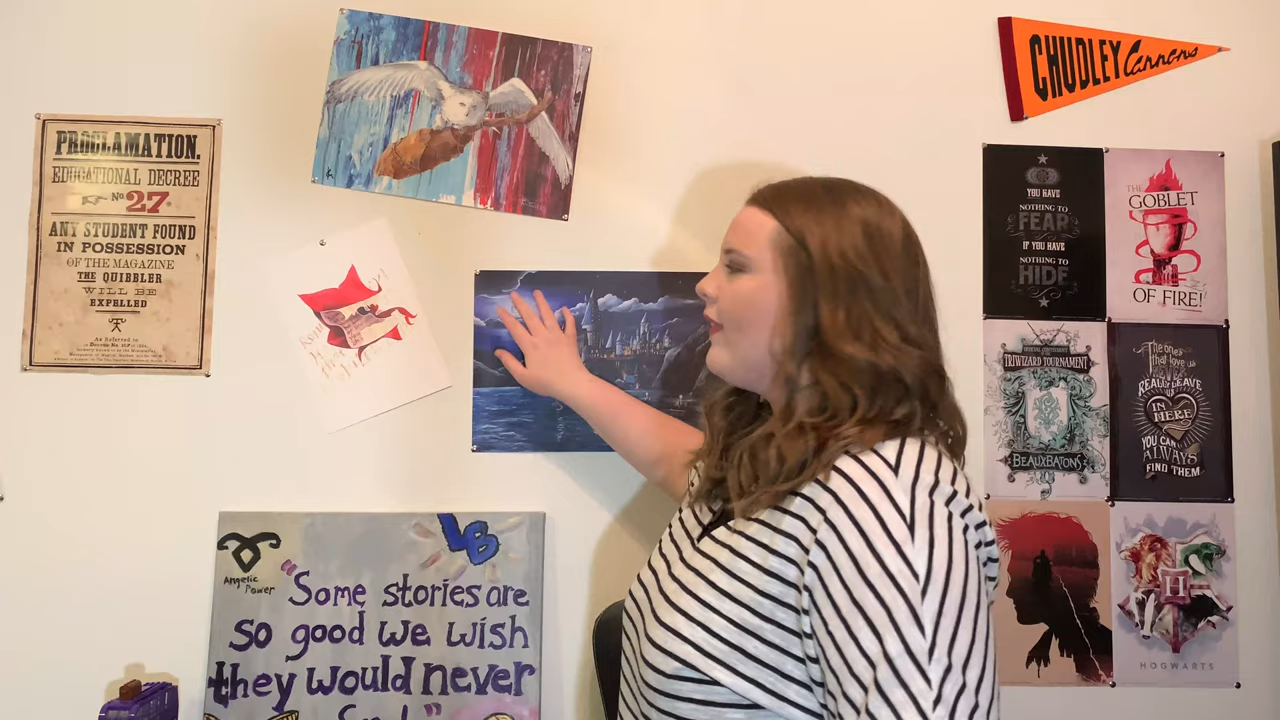 PROCLAMATION.
EDUCATIONAL DECREE
No. 27.
ANY STUDENT FOUND
IN POSSESSION
OF THE MAGAZINE
THE QUIBBLER
WILL BE
EXPELLED
As Referred to
CHUDLEY Cannons
YOU HAVE
NOTHING TO
FEAR
IF YOU HAVE
NOTHING TO
HIDE
THE
GOBLET
OF FIRE!
TRIWIZARD TOURNAMENT
BEAUXBATONS
The ones
that love us
REALLY LEAVE
IN
HERE
YOU CAN
ALWAYS
FIND THEM
H
HOGWARTS
LB
Angelic
Power
"Some stories are
so good we wish
they would never